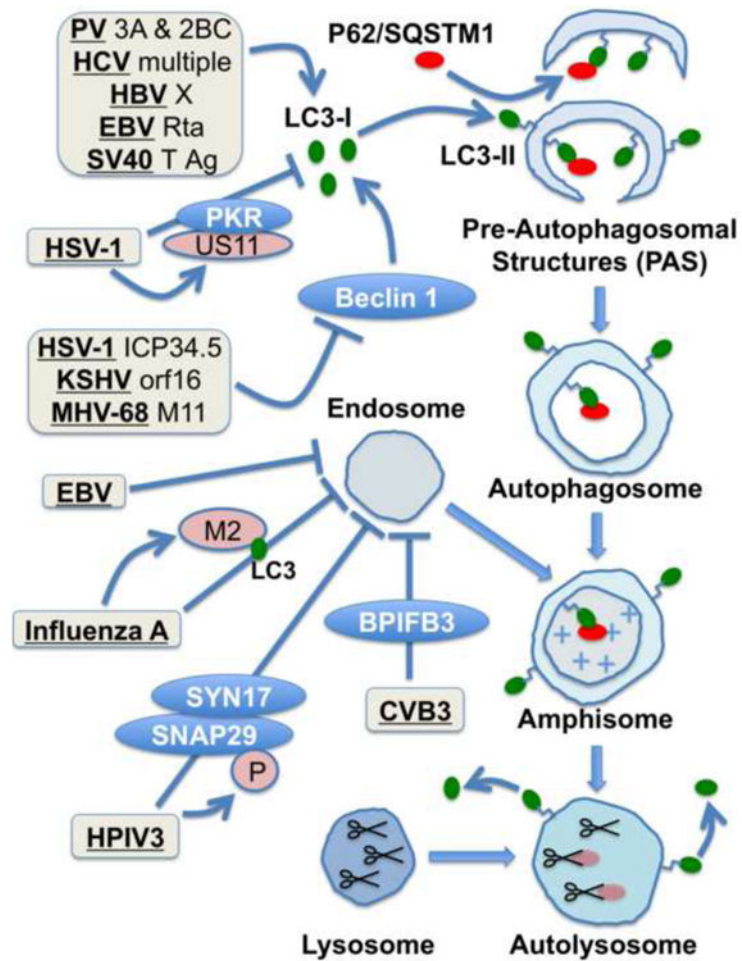 PV 3A & 2BC
HCV multiple
HBV X
EBV Rta
SV40 T Ag
P62/SQSTM1
LC3-I
LC3-II
PKR
US11
HSV-1
Pre-Autophagosomal
Structures (PAS)
Beclin 1
HSV-1 ICP34.5
KSHV orf16
MHV-68 M11
Endosome
EBV
Autophagosome
M2
LC3
Influenza A
BPIFB3
SYN17
SNAP29
CVB3
Amphisome
P
HPIV3
Lysosome
Autolysosome